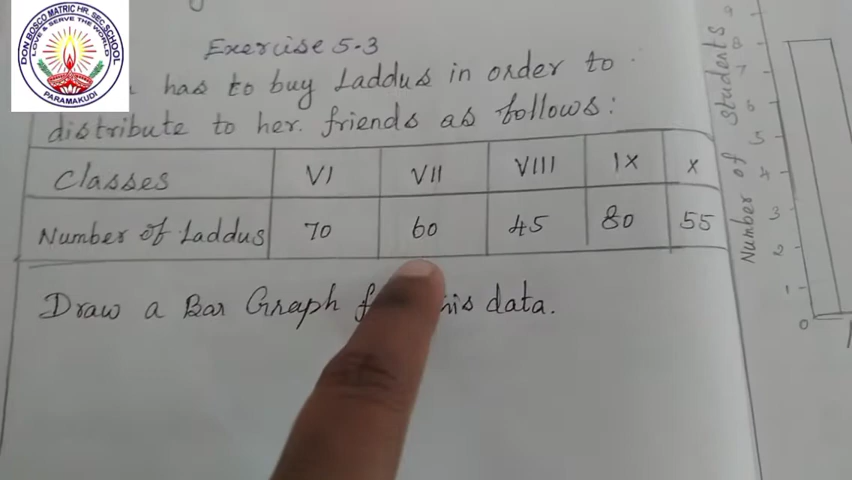 DON BOSCO MATRIC HR. SEC. SCHOOL
LOVE & SERVE THE WORLD
PARAMAKUDI
Exercise 5-3
has to buy Laddus in order to
distribute to her friends as follows:
Classes VI VII VIII IX X
Number of Laddus 70 60 45 80 55
Draw a Bar Graph data.
Number of Students
9
8
7
6
5
4
3
2
1
0